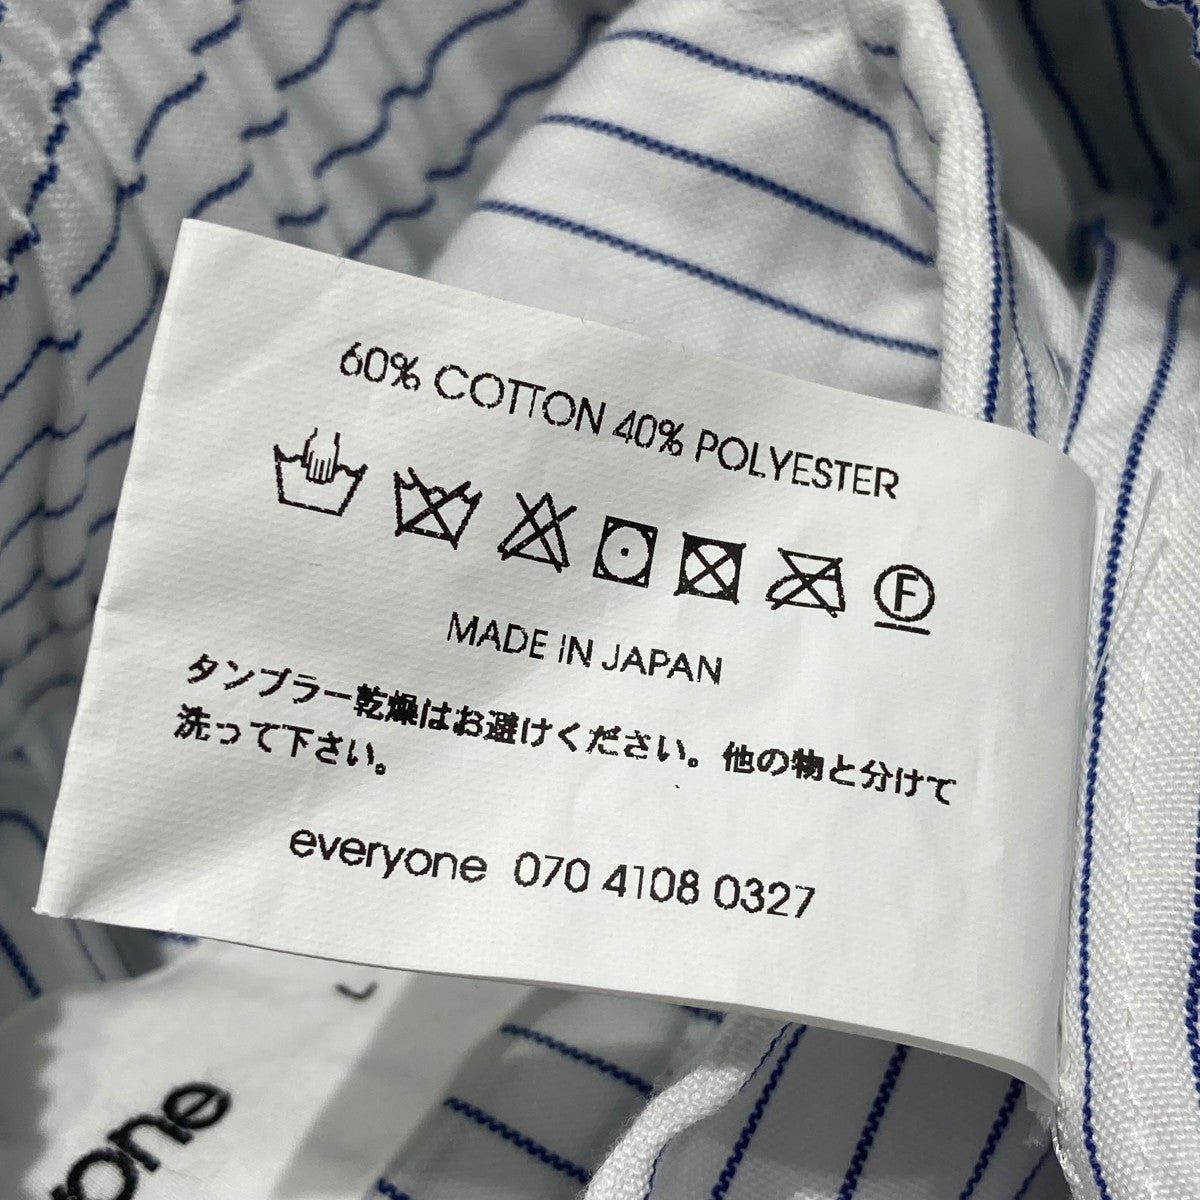 60% COTTON 40% POLYESTER
F
MADE IN JAPAN
タンブラー乾燥はお避けください。他の物と分けて
洗って下さい。
everyone 070 4108 0327
L